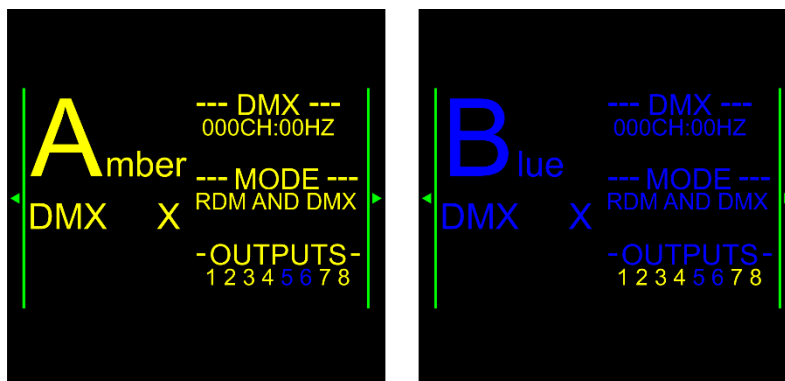 Amber
--- DMX ---
000CH:00HZ
--- MODE ---
RDM AND DMX
DMX X
-OUTPUTS-
1 2 3 4 5 6 7 8
Blue
--- DMX ---
000CH:00HZ
--- MODE ---
RDM AND DMX
DMX X
-OUTPUTS-
1 2 3 4 5 6 7 8